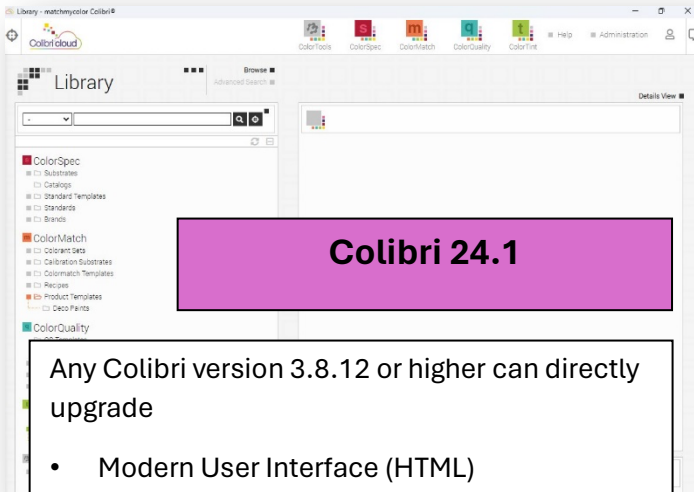 Library - matchmycolor Colibri®
Colibri cloud
ColorTools
ColorSpec
ColorMatch
ColorQuality
ColorTint
Help
Administration
Library
Browse
Advanced Search
Details View
ColorSpec
Substrates
Catalogs
Standard Templates
Standards
Brands
ColorMatch
Colorant Sets
Calibration Substrates
Colormatch Templates
Recipes
Product Templates
Deco Paints
ColorQuality
Colibri 24.1
Any Colibri version 3.8.12 or higher can directly
upgrade
• Modern User Interface (HTML)